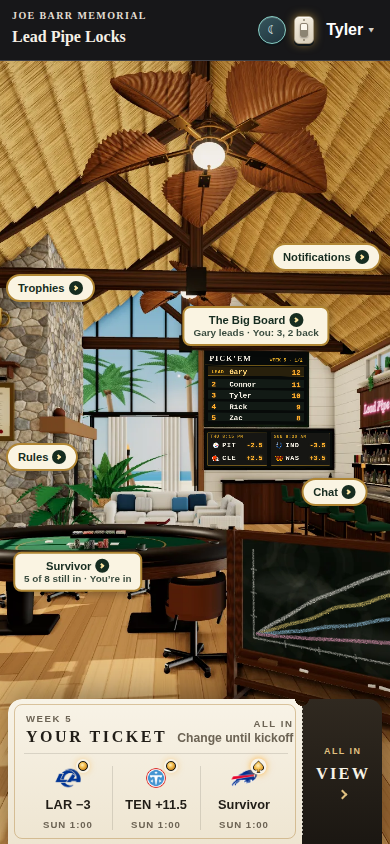 JOE BARR MEMORIAL
Lead Pipe Locks
Tyler
Notifications
Trophies
The Big Board
Gary leads · You: 3, 2 back
PICK'EM
LEAD Gary 12
2 Connor 11
3 Tyler 10
4 Rick 9
5 Zac 8
PIT -2.5
CLE +2.5
IND -3.5
WAS +3.5
Lead Pipe
Rules
Chat
Survivor
5 of 8 still in · You're in
WEEK 5
YOUR TICKET
ALL IN
Change until kickoff
LAR −3
SUN 1:00
TEN +11.5
SUN 1:00
Survivor
SUN 1:00
ALL IN
VIEW